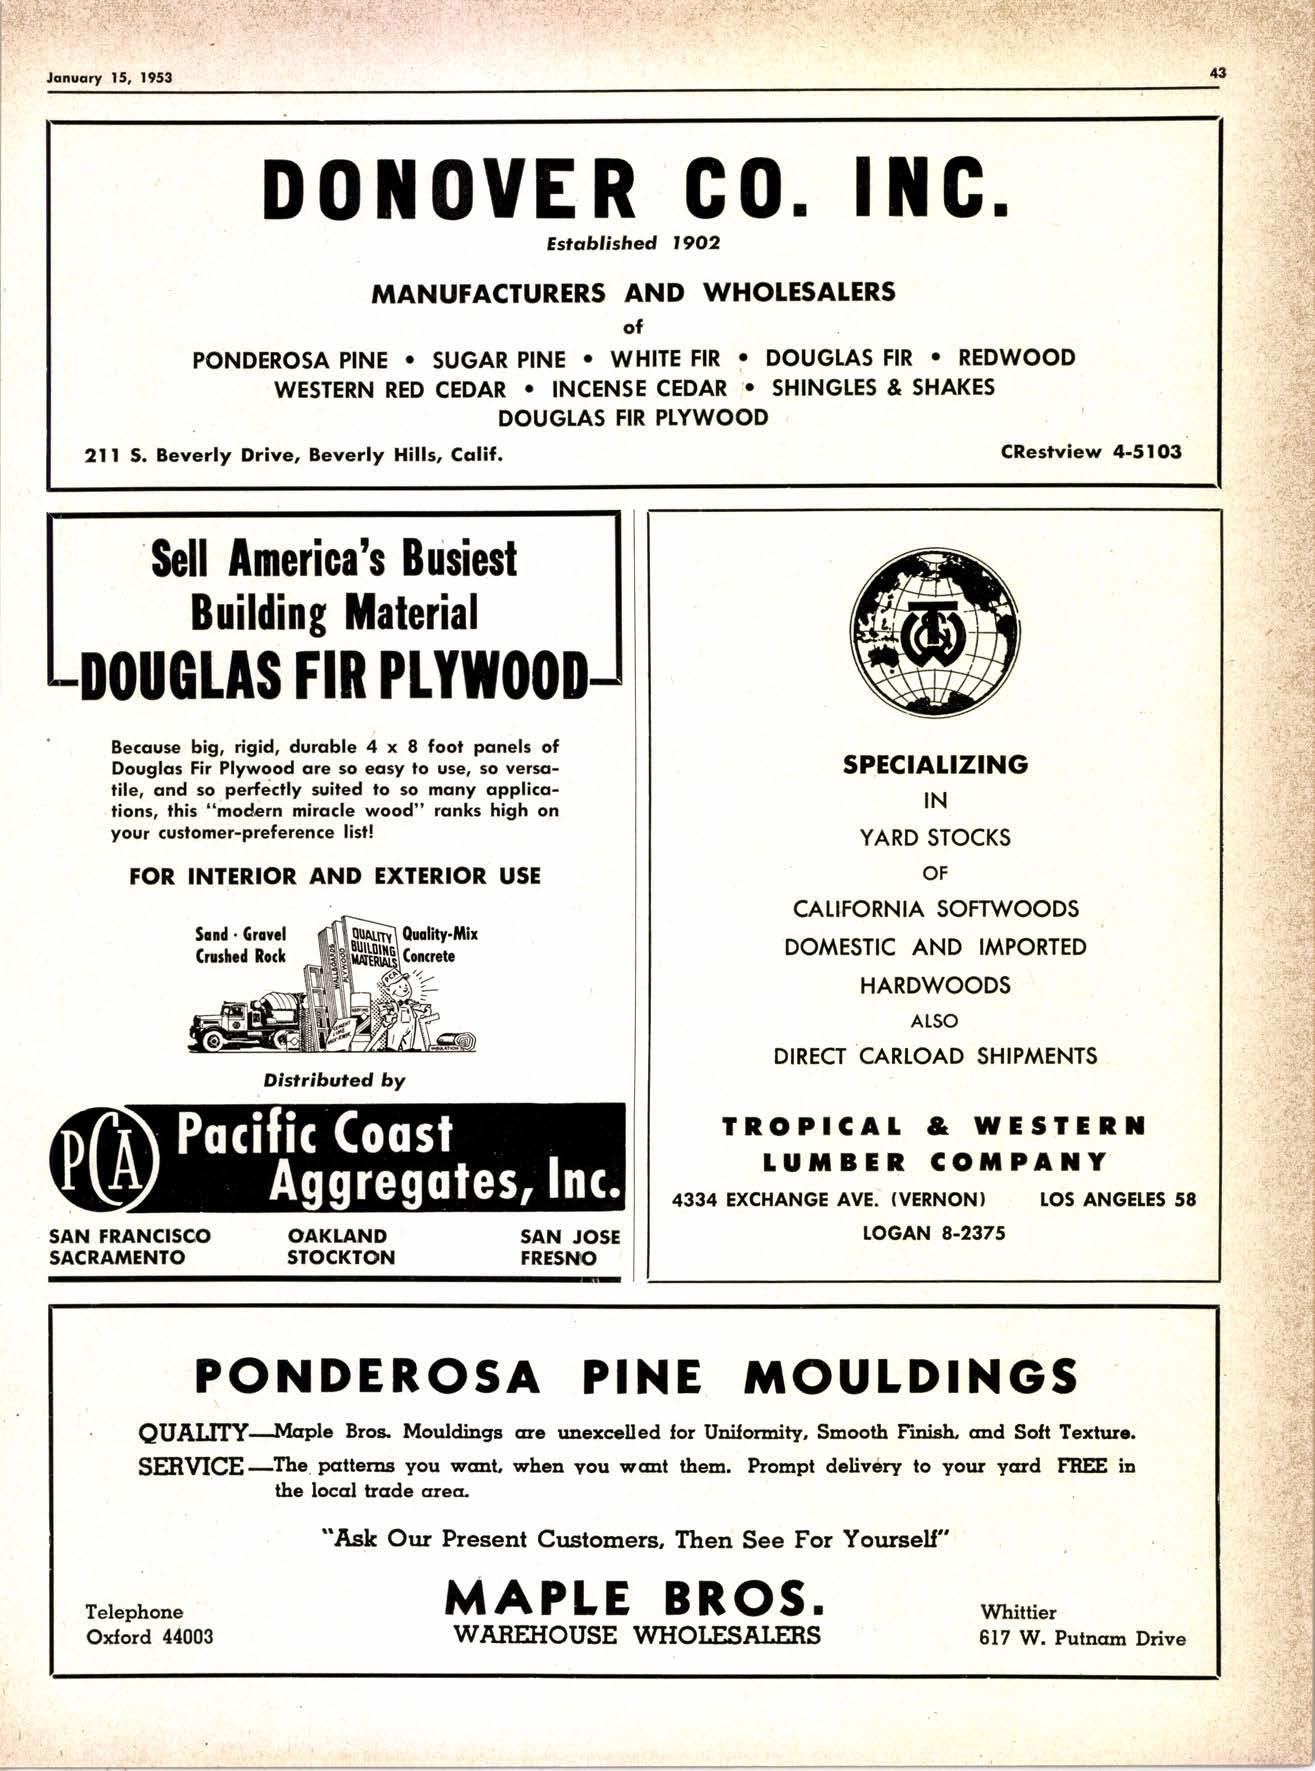 January 15, 1953
43
DONOVER CO. INC.
Established 1902
MANUFACTURERS AND WHOLESALERS
of
PONDEROSA PINE • SUGAR PINE • WHITE FIR • DOUGLAS FIR • REDWOOD
WESTERN RED CEDAR • INCENSE CEDAR • SHINGLES & SHAKES
DOUGLAS FIR PLYWOOD
211 S. Beverly Drive, Beverly Hills, Calif.
CRestview 4-5103
Sell America's Busiest
Building Material
DOUGLAS FIR PLYWOOD
Because big, rigid, durable 4 x 8 foot panels of
Douglas Fir Plywood are so easy to use, so versa-
tile, and so perfectly suited to so many applica-
tions, this "modern miracle wood" ranks high on
your customer-preference list!
FOR INTERIOR AND EXTERIOR USE
Sand · Gravel
Crushed Rock
QUALITY
BUILDING
MATERIALS
WALLBOARDS
PLYWOOD
PCA
CEMENT
LIME
INSULATION
Quality-Mix
Concrete
Distributed by
PCA
Pacific Coast
Aggregates, Inc.
SAN FRANCISCO OAKLAND SAN JOSE
SACRAMENTO STOCKTON FRESNO
T&W
SPECIALIZING
IN
YARD STOCKS
OF
CALIFORNIA SOFTWOODS
DOMESTIC AND IMPORTED
HARDWOODS
ALSO
DIRECT CARLOAD SHIPMENTS
TROPICAL & WESTERN
LUMBER COMPANY
4334 EXCHANGE AVE. (VERNON) LOS ANGELES 58
LOGAN 8-2375
PONDEROSA PINE MOULDINGS
QUALITY—Maple Bros. Mouldings are unexcelled for Uniformity, Smooth Finish, and Soft Texture.
SERVICE—The patterns you want, when you want them. Prompt delivery to your yard FREE in
the local trade area.
"Ask Our Present Customers, Then See For Yourself"
MAPLE BROS.
WAREHOUSE WHOLESALERS
Telephone
Oxford 44003
Whittier
617 W. Putnam Drive